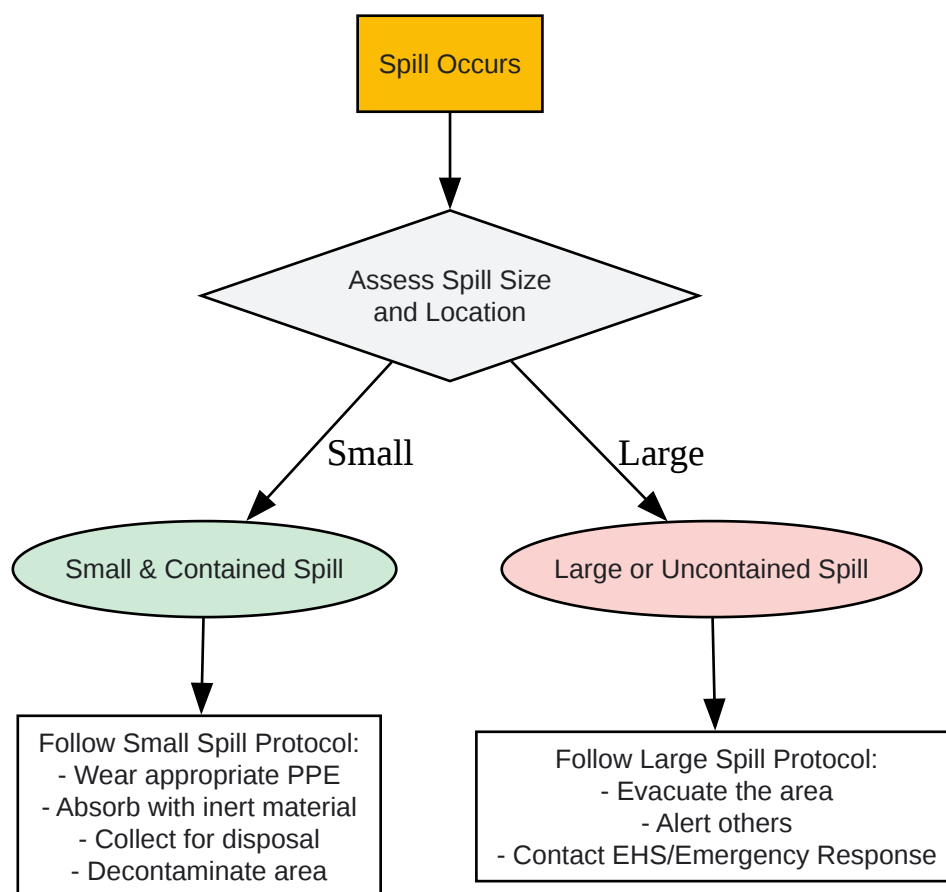 Spill Occurs
Assess Spill Size
and Location
Small
Large
Small & Contained Spill
Large or Uncontained Spill
Follow Small Spill Protocol:
- Wear appropriate PPE
- Absorb with inert material
- Collect for disposal
- Decontaminate area
Follow Large Spill Protocol:
- Evacuate the area
- Alert others
- Contact EHS/Emergency Response